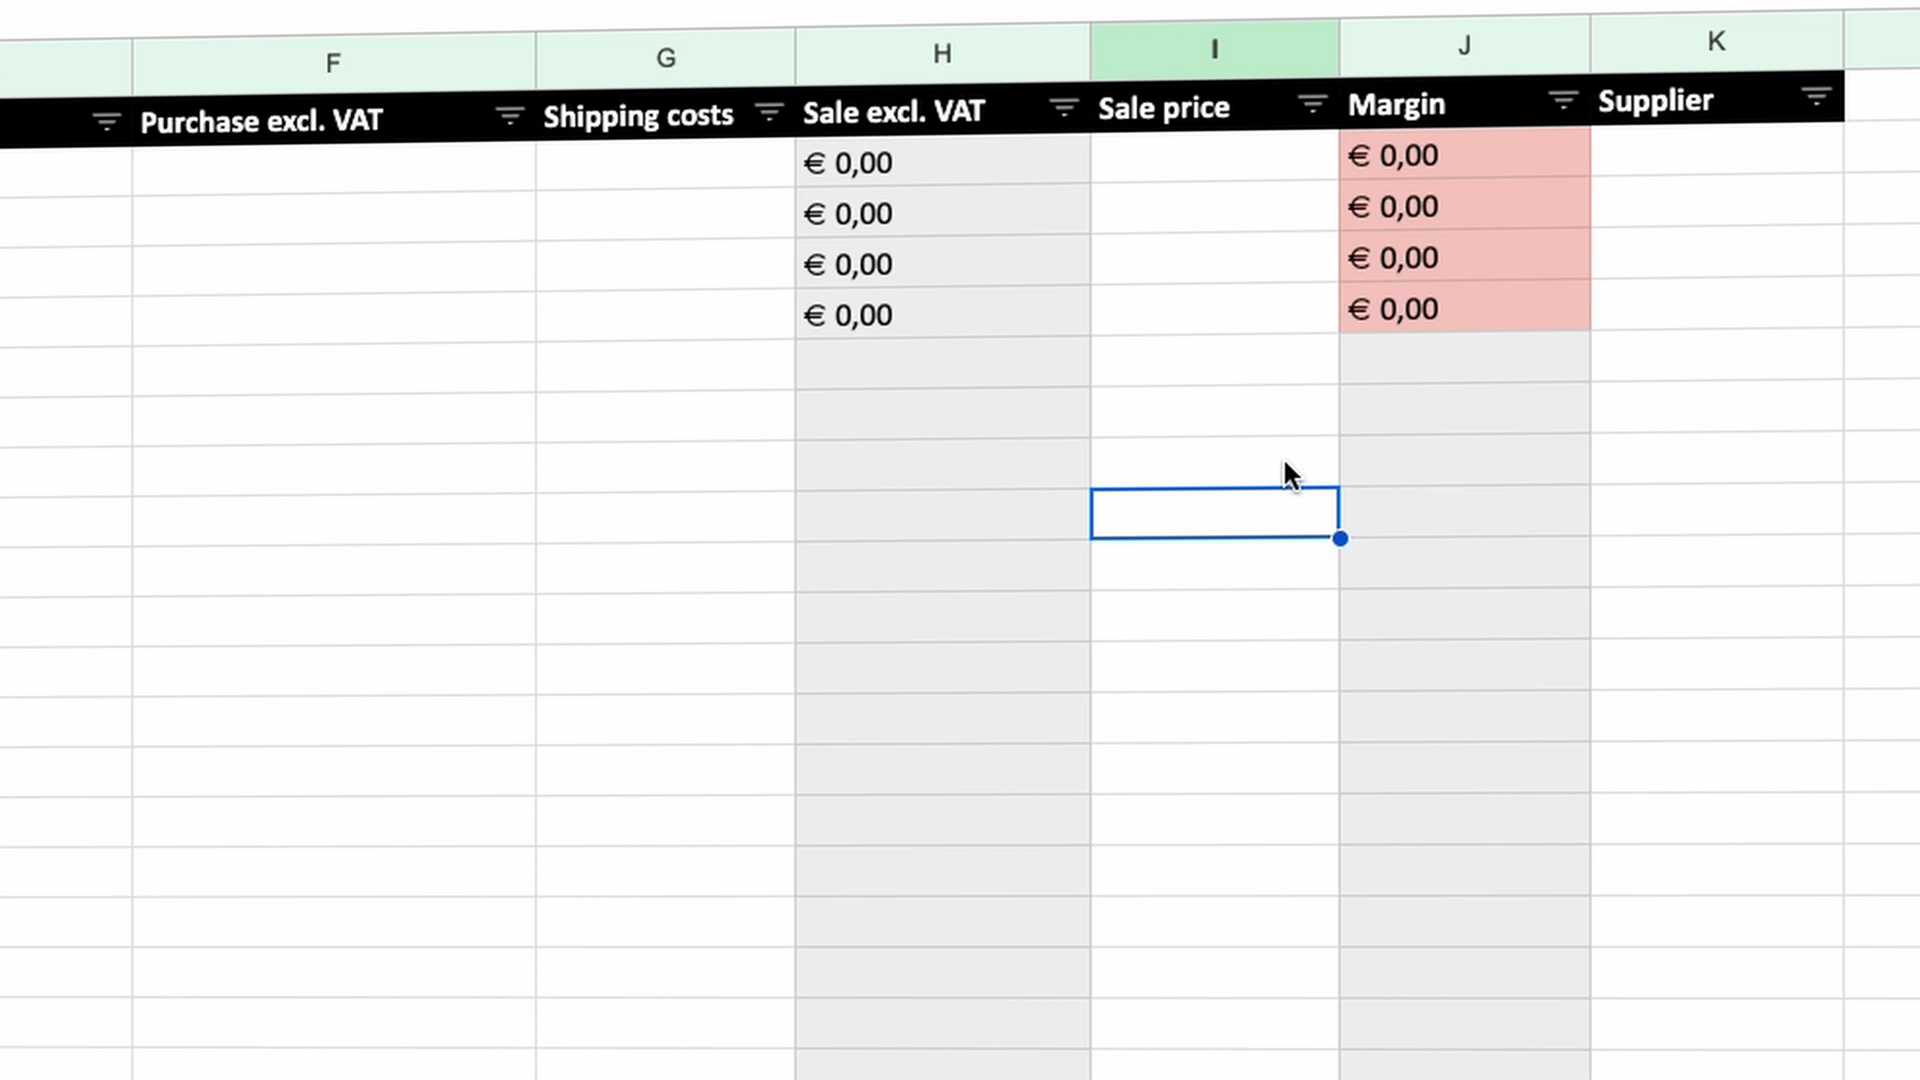 F G H I J K
Purchase excl. VAT Shipping costs Sale excl. VAT Sale price Margin Supplier
€ 0,00 € 0,00
€ 0,00 € 0,00
€ 0,00 € 0,00
€ 0,00 € 0,00